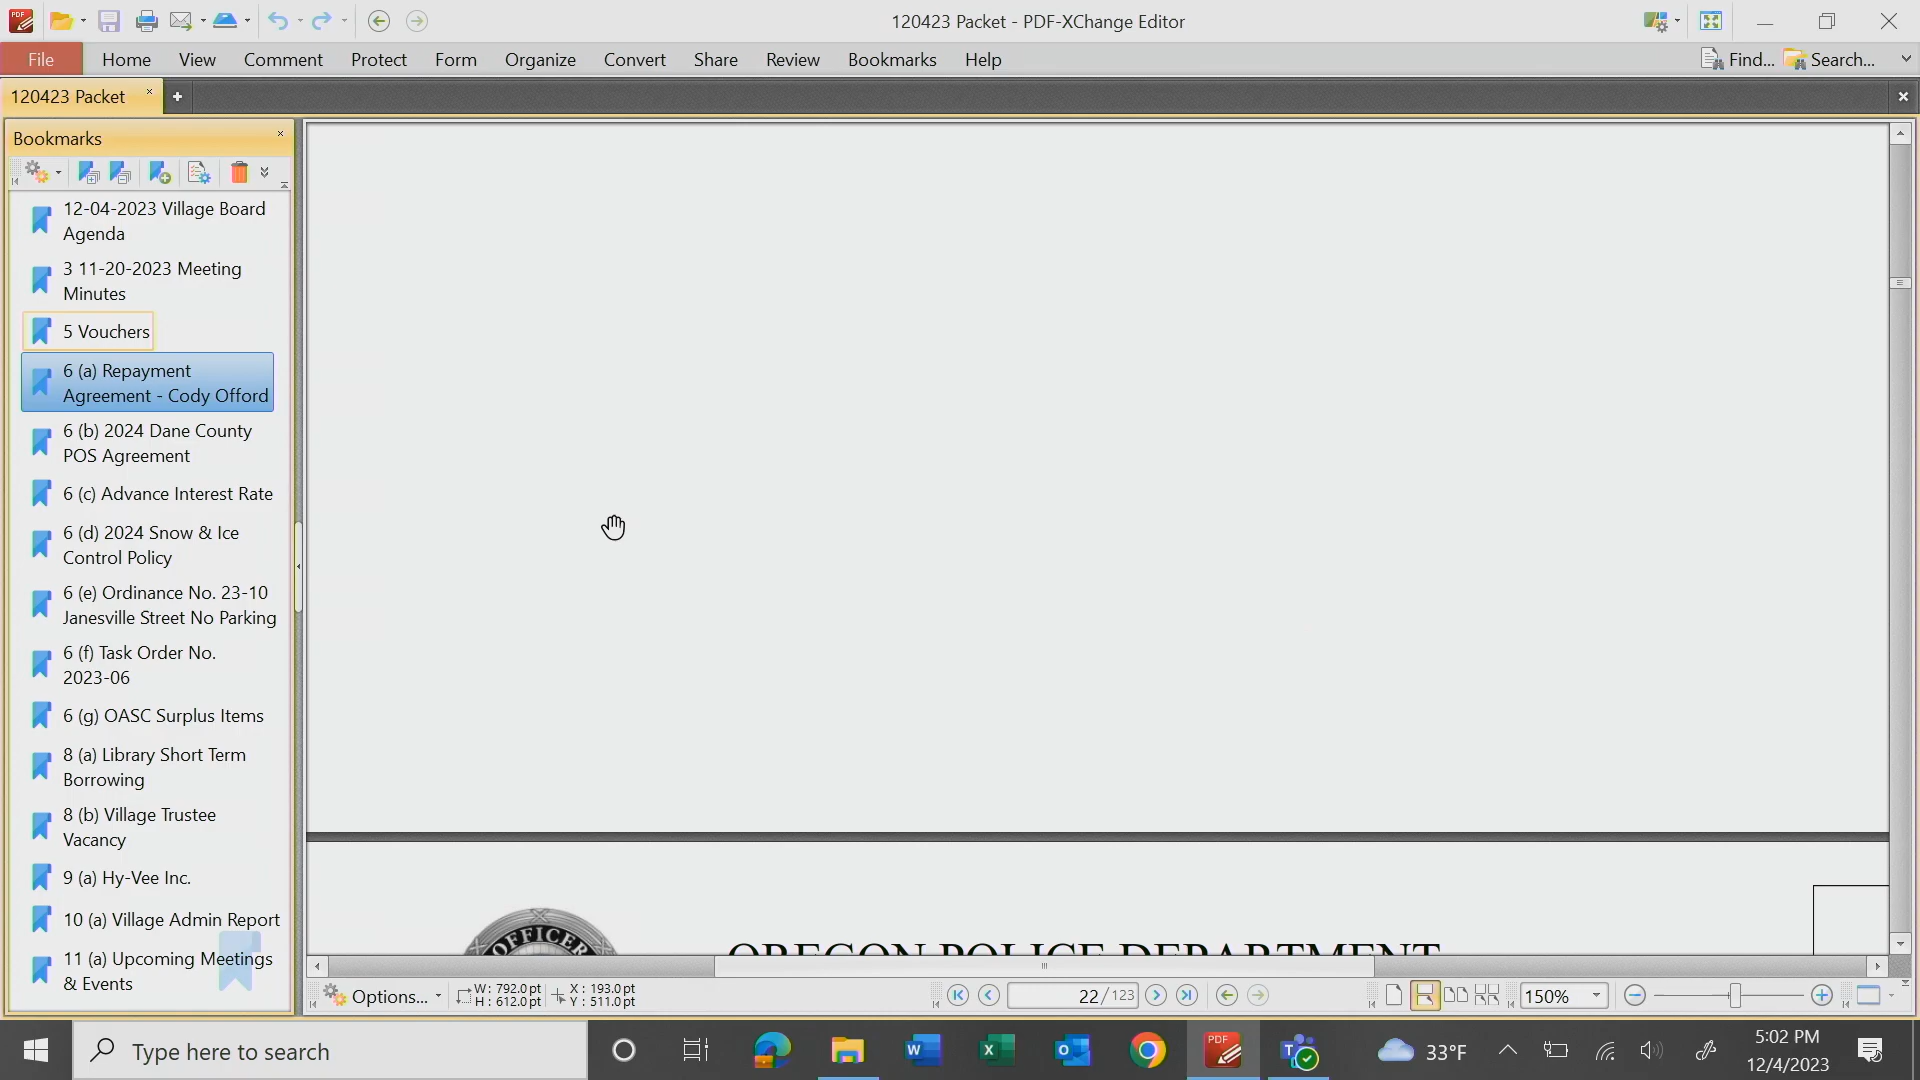 120423 Packet - PDF-XChange Editor
File Home View Comment Protect Form Organize Convert Share Review Bookmarks Help Find... Search...
120423 Packet
Bookmarks
12-04-2023 Village Board
Agenda
3 11-20-2023 Meeting
Minutes
5 Vouchers
6 (a) Repayment
Agreement - Cody Offord
6 (b) 2024 Dane County
POS Agreement
6 (c) Advance Interest Rate
6 (d) 2024 Snow & Ice
Control Policy
6 (e) Ordinance No. 23-10
Janesville Street No Parking
6 (f) Task Order No.
2023-06
6 (g) OASC Surplus Items
8 (a) Library Short Term
Borrowing
8 (b) Village Trustee
Vacancy
9 (a) Hy-Vee Inc.
10 (a) Village Admin Report
11 (a) Upcoming Meetings
& Events
OFFICER
OREGON POLICE DEPARTMENT
Options... W: 792.0pt X: 193.0pt
H: 612.0pt Y: 511.0pt
22 / 123
150%
Type here to search
33°F
5:02 PM
12/4/2023